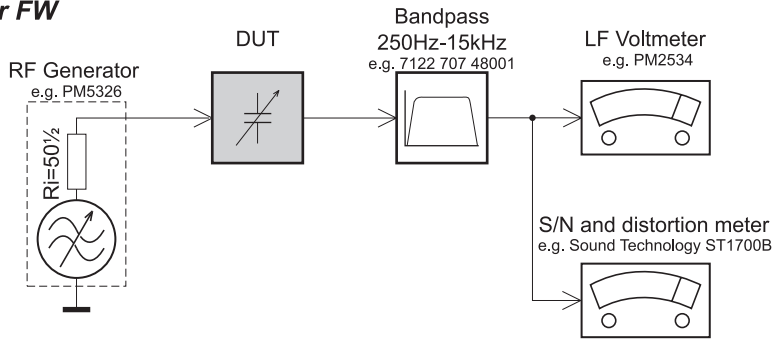 r FW
DUT
Bandpass
250Hz-15kHz
e.g. 7122 707 48001
LF Voltmeter
e.g. PM2534
RF Generator
e.g. PM5326
Ri=50½
S/N and distortion meter
e.g. Sound Technology ST1700B